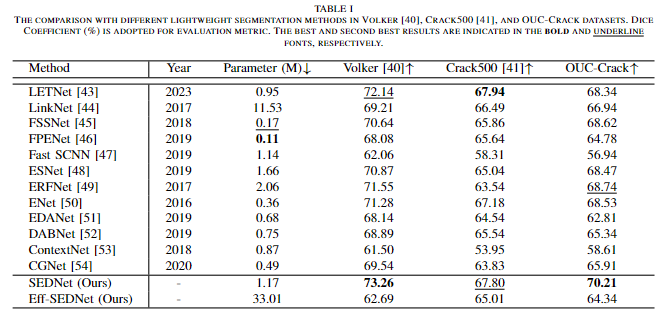 TABLE I
THE COMPARISON WITH DIFFERENT LIGHTWEIGHT SEGMENTATION METHODS IN VOLKER [40], CRACK500 [41], AND OUC-CRACK DATASETS. DICE
COEFFICIENT (%) IS ADOPTED FOR EVALUATION METRIC. THE BEST AND SECOND BEST RESULTS ARE INDICATED IN THE BOLD AND UNDERLINE
FONTS, RESPECTIVELY.
Method Year Parameter (M)↓ Volker [40]↑ Crack500 [41]↑ OUC-Crack↑
LETNet [43] 2023 0.95 72.14 67.94 68.34
LinkNet [44] 2017 11.53 69.21 66.49 66.94
FSSNet [45] 2018 0.17 70.64 65.86 68.62
FPENet [46] 2019 0.11 68.08 65.64 64.78
Fast SCNN [47] 2019 1.14 62.06 58.31 56.94
ESNet [48] 2019 1.66 70.87 65.04 68.47
ERFNet [49] 2017 2.06 71.55 63.54 68.74
ENet [50] 2016 0.36 71.28 67.18 68.53
EDANet [51] 2019 0.68 68.14 64.54 62.81
DABNet [52] 2019 0.75 68.89 65.54 65.34
ContextNet [53] 2018 0.87 61.50 53.95 58.61
CGNet [54] 2020 0.49 69.54 63.83 65.91
SEDNet (Ours) - 1.17 73.26 67.80 70.21
Eff-SEDNet (Ours) - 33.01 62.69 65.01 64.34